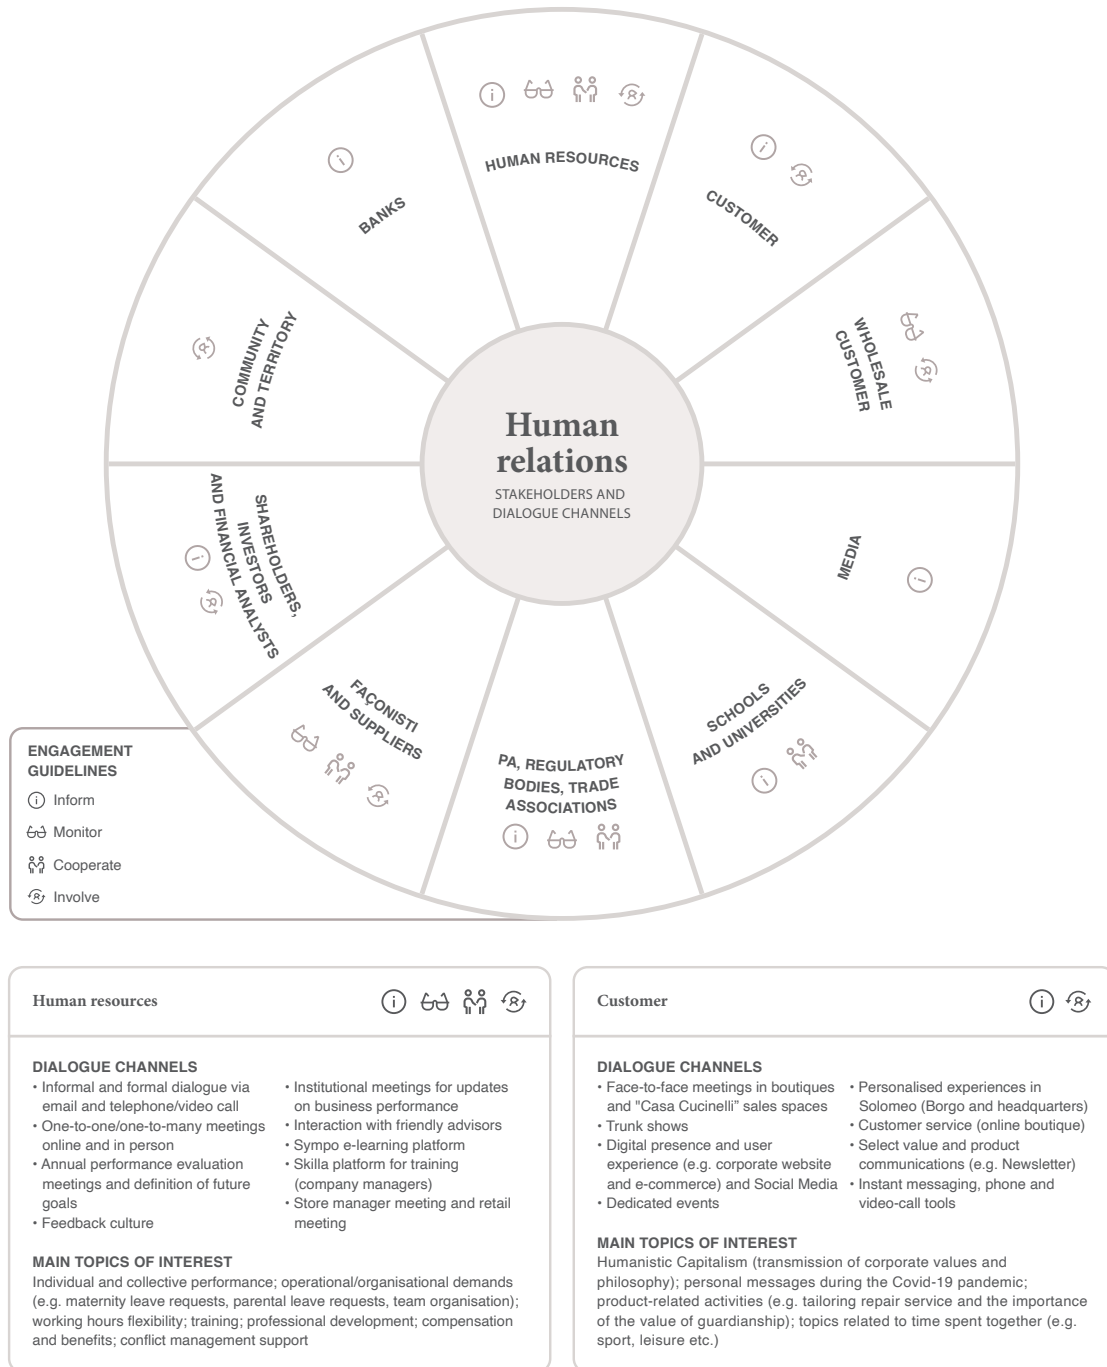 HUMAN RESOURCES
CUSTOMER
BANKS
WHOLESALE
CUSTOMER
COMMUNITY
AND TERRITORY
Human
relations
STAKEHOLDERS AND
DIALOGUE CHANNELS
SHAREHOLDERS,
INVESTORS
AND FINANCIAL ANALYSTS
MEDIA
FAÇONISTI
AND SUPPLIERS
SCHOOLS
AND UNIVERSITIES
PA, REGULATORY
BODIES, TRADE
ASSOCIATIONS
ENGAGEMENT
GUIDELINES
Inform
Monitor
Cooperate
Involve
Human resources
DIALOGUE CHANNELS
• Informal and formal dialogue via
email and telephone/video call
• One-to-one/one-to-many meetings
online and in person
• Annual performance evaluation
meetings and definition of future
goals
• Feedback culture
• Institutional meetings for updates
on business performance
• Interaction with friendly advisors
• Sympo e-learning platform
• Skilla platform for training
(company managers)
• Store manager meeting and retail
meeting
MAIN TOPICS OF INTEREST
Individual and collective performance; operational/organisational demands
(e.g. maternity leave requests, parental leave requests, team organisation);
working hours flexibility; training; professional development; compensation
and benefits; conflict management support
Customer
DIALOGUE CHANNELS
• Face-to-face meetings in boutiques
and "Casa Cucinelli” sales spaces
• Trunk shows
• Digital presence and user
experience (e.g. corporate website
and e-commerce) and Social Media
• Dedicated events
• Personalised experiences in
Solomeo (Borgo and headquarters)
• Customer service (online boutique)
• Select value and product
communications (e.g. Newsletter)
• Instant messaging, phone and
video-call tools
MAIN TOPICS OF INTEREST
Humanistic Capitalism (transmission of corporate values and
philosophy); personal messages during the Covid-19 pandemic;
product-related activities (e.g. tailoring repair service and the importance
of the value of guardianship); topics related to time spent together (e.g.
sport, leisure etc.)